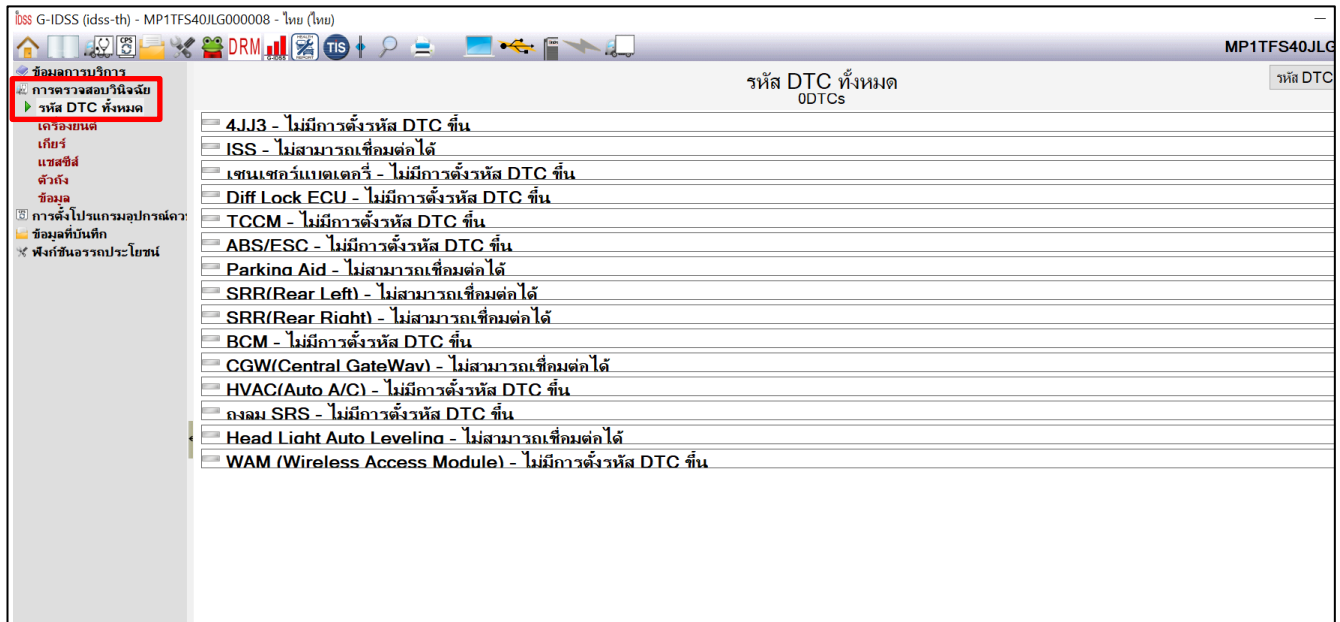 G-IDSS (idss-th) - MP1TFS40JLG000008 - ไทย (ไทย)
CPS DRM G-IDSS HEALTH REPORT TIS
MP1TFS40JLG
ข้อมูลการบริการ
การตรวจสอบวินิจฉัย
รหัส DTC ทั้งหมด
เครื่องยนต์
เกียร์
แชสซีส์
ตัวถัง
ข้อมูล
การตั้งโปรแกรมอุปกรณ์ควา
ข้อมูลที่บันทึก
ฟังก์ชันอรรถประโยชน์
รหัส DTC ทั้งหมด
0DTCs
รหัส DTC
4JJ3 - ไม่มีการตั้งรหัส DTC ขึ้น
ISS - ไม่สามารถเชื่อมต่อได้
เซนเซอร์แบตเตอรี่ - ไม่มีการตั้งรหัส DTC ขึ้น
Diff Lock ECU - ไม่มีการตั้งรหัส DTC ขึ้น
TCCM - ไม่มีการตั้งรหัส DTC ขึ้น
ABS/ESC - ไม่มีการตั้งรหัส DTC ขึ้น
Parking Aid - ไม่สามารถเชื่อมต่อได้
SRR(Rear Left) - ไม่สามารถเชื่อมต่อได้
SRR(Rear Right) - ไม่สามารถเชื่อมต่อได้
BCM - ไม่มีการตั้งรหัส DTC ขึ้น
CGW(Central GateWay) - ไม่สามารถเชื่อมต่อได้
HVAC(Auto A/C) - ไม่มีการตั้งรหัส DTC ขึ้น
ถุงลม SRS - ไม่มีการตั้งรหัส DTC ขึ้น
Head Light Auto Leveling - ไม่สามารถเชื่อมต่อได้
WAM (Wireless Access Module) - ไม่มีการตั้งรหัส DTC ขึ้น